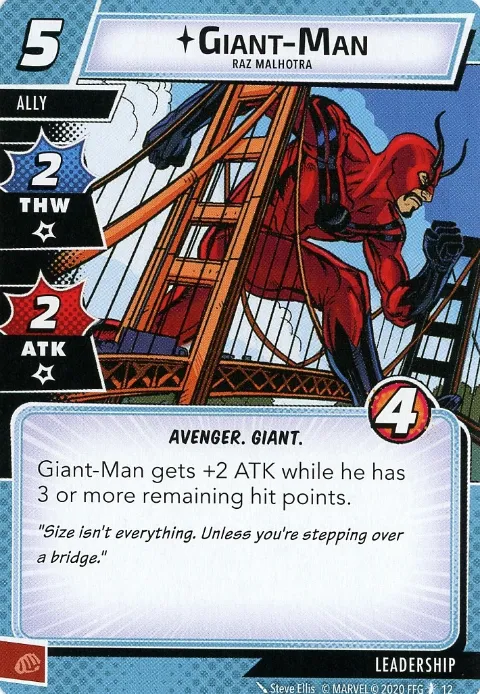 5
GIANT-MAN
RAZ MALHOTRA
ALLY
2
THW
2
ATK
4
AVENGER. GIANT.
Giant-Man gets +2 ATK while he has
3 or more remaining hit points.
"Size isn't everything. Unless you're stepping over
a bridge."
LEADERSHIP
Steve Ellis © MARVEL © 2020 FFG 12